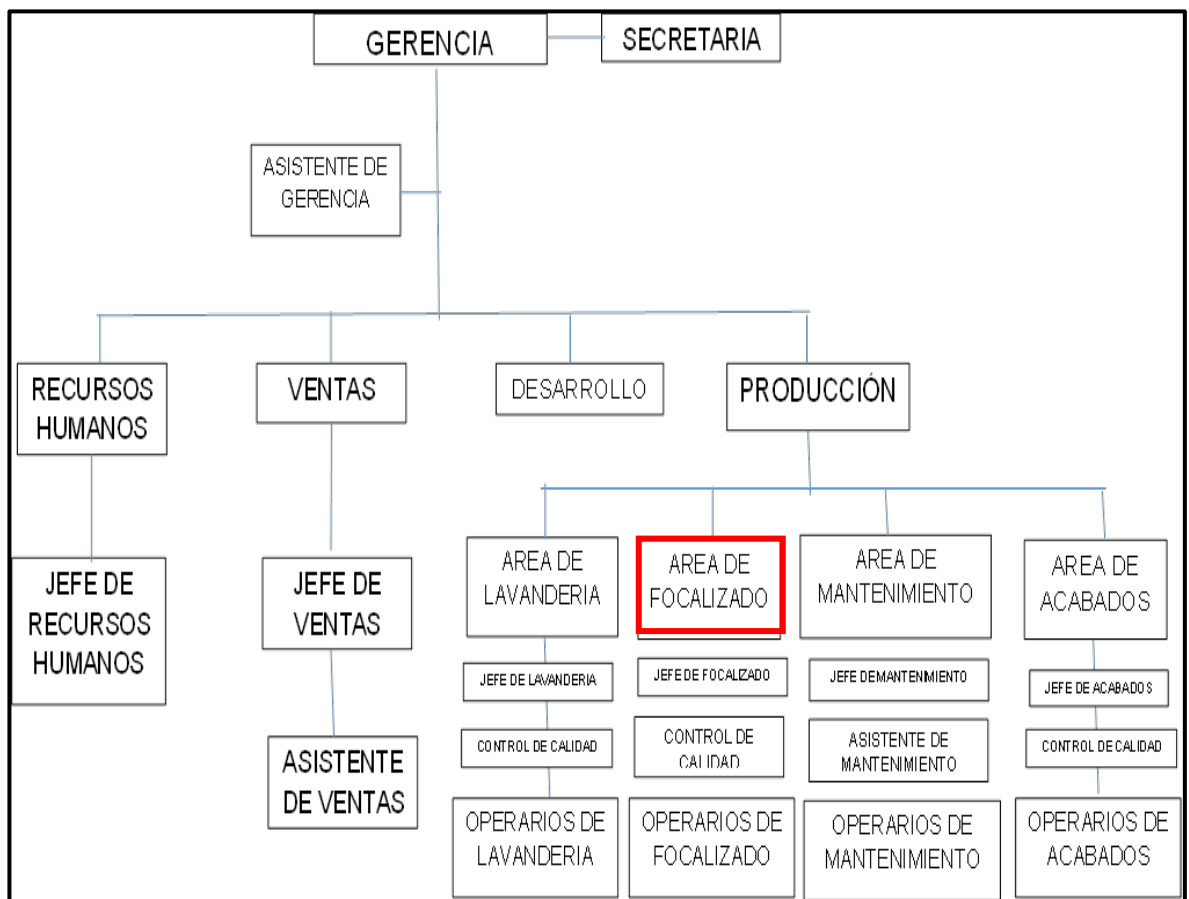 GERENCIA
SECRETARIA
ASISTENTE DE
GERENCIA
RECURSOS
HUMANOS
VENTAS
DESARROLLO
PRODUCCIÓN
JEFE DE
RECURSOS
HUMANOS
JEFE DE
VENTAS
ASISTENTE
DE VENTAS
AREA DE
LAVANDERIA
JEFE DE LAVANDERIA
CONTROL DE CALIDAD
OPERARIOS DE
LAVANDERIA
AREA DE
FOCALIZADO
JEFE DE FOCALIZADO
CONTROL DE
CALIDAD
OPERARIOS DE
FOCALIZADO
AREA DE
MANTENIMIENTO
JEFE DE MANTENIMIENTO
ASISTENTE DE
MANTENIMIENTO
OPERARIOS DE
MANTENIMIENTO
AREA DE
ACABADOS
JEFE DE ACABADOS
CONTROL DE CALIDAD
OPERARIOS DE
ACABADOS